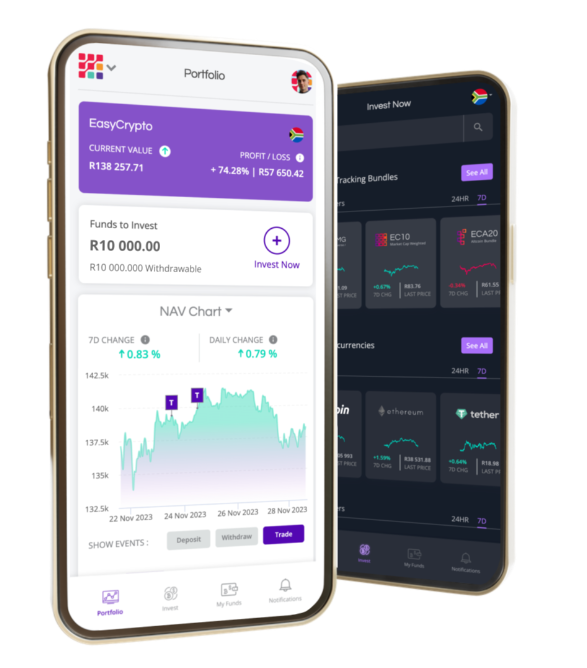 Portfolio
EasyCrypto
CURRENT VALUE
R138 257.71
PROFIT / LOSS
+ 74.28% | R57 650.42
Funds to Invest
R10 000.00
R10 000.000 Withdrawable
Invest Now
NAV Chart
7D CHANGE
0.83 %
DAILY CHANGE
0.79 %
142.5k
140k
137.5k
135k
132.5k
T
T
22 Nov 2023 24 Nov 2023 26 Nov 2023 28 Nov 2023
SHOW EVENTS :
Deposit
Withdraw
Trade
Portfolio
Invest
My Funds
Notifications
Invest Now
Tracking Bundles
See All
24HR 7D
EC10
+0.67%
7D CHG
R83.76
LAST PRICE
ECA20
7D CHG
R61.55
See All
24HR 7D
ethereum
+1.59%
7D CHG
R38 531.88
LAST PRICE
tether
+0.64%
7D CHG
R18.98
24HR 7D
Invest
My Funds
Notifications